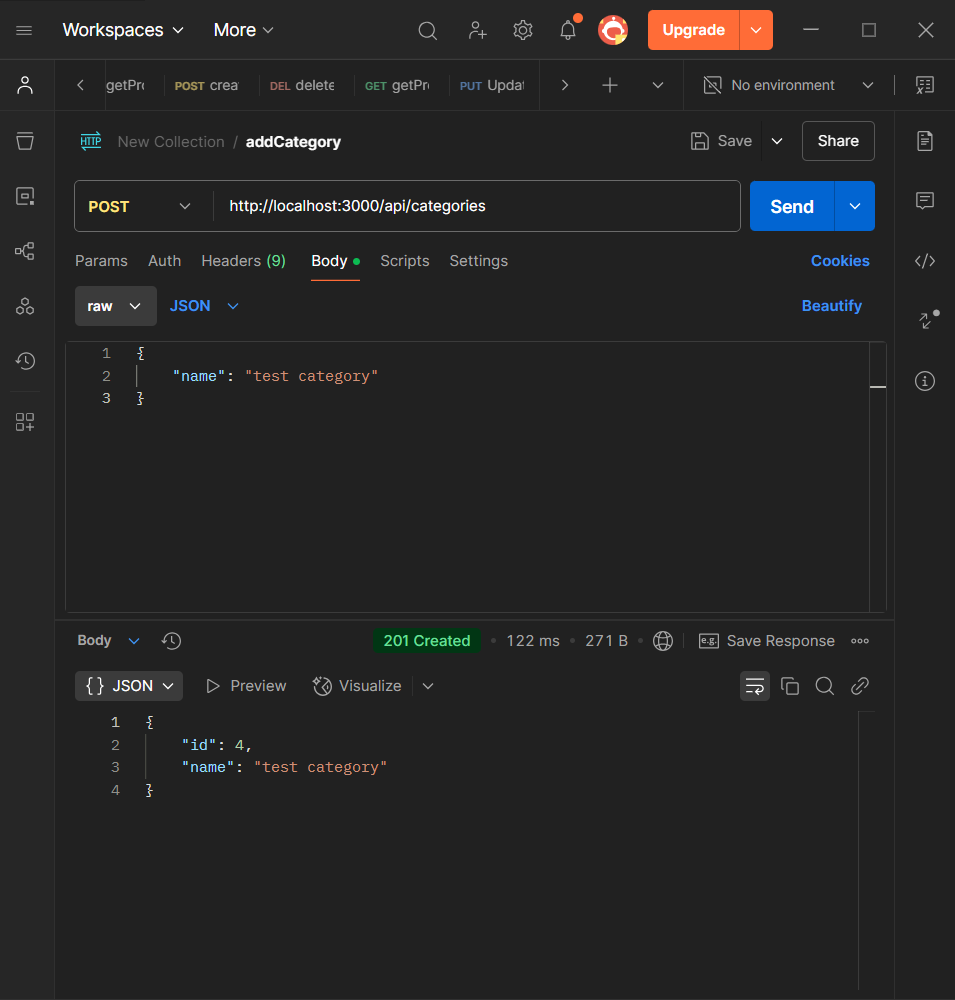 Workspaces More Upgrade
getPr POST crea DEL delete GET getPr PUT Updat No environment
HTTP New Collection / addCategory Save Share
POST http://localhost:3000/api/categories Send
Params Auth Headers (9) Body Scripts Settings Cookies
raw JSON Beautify
1 {
2 "name": "test category"
3 }
Body 201 Created • 122 ms • 271 B • e.g. Save Response
{} JSON Preview Visualize
1 {
2 "id": 4,
3 "name": "test category"
4 }